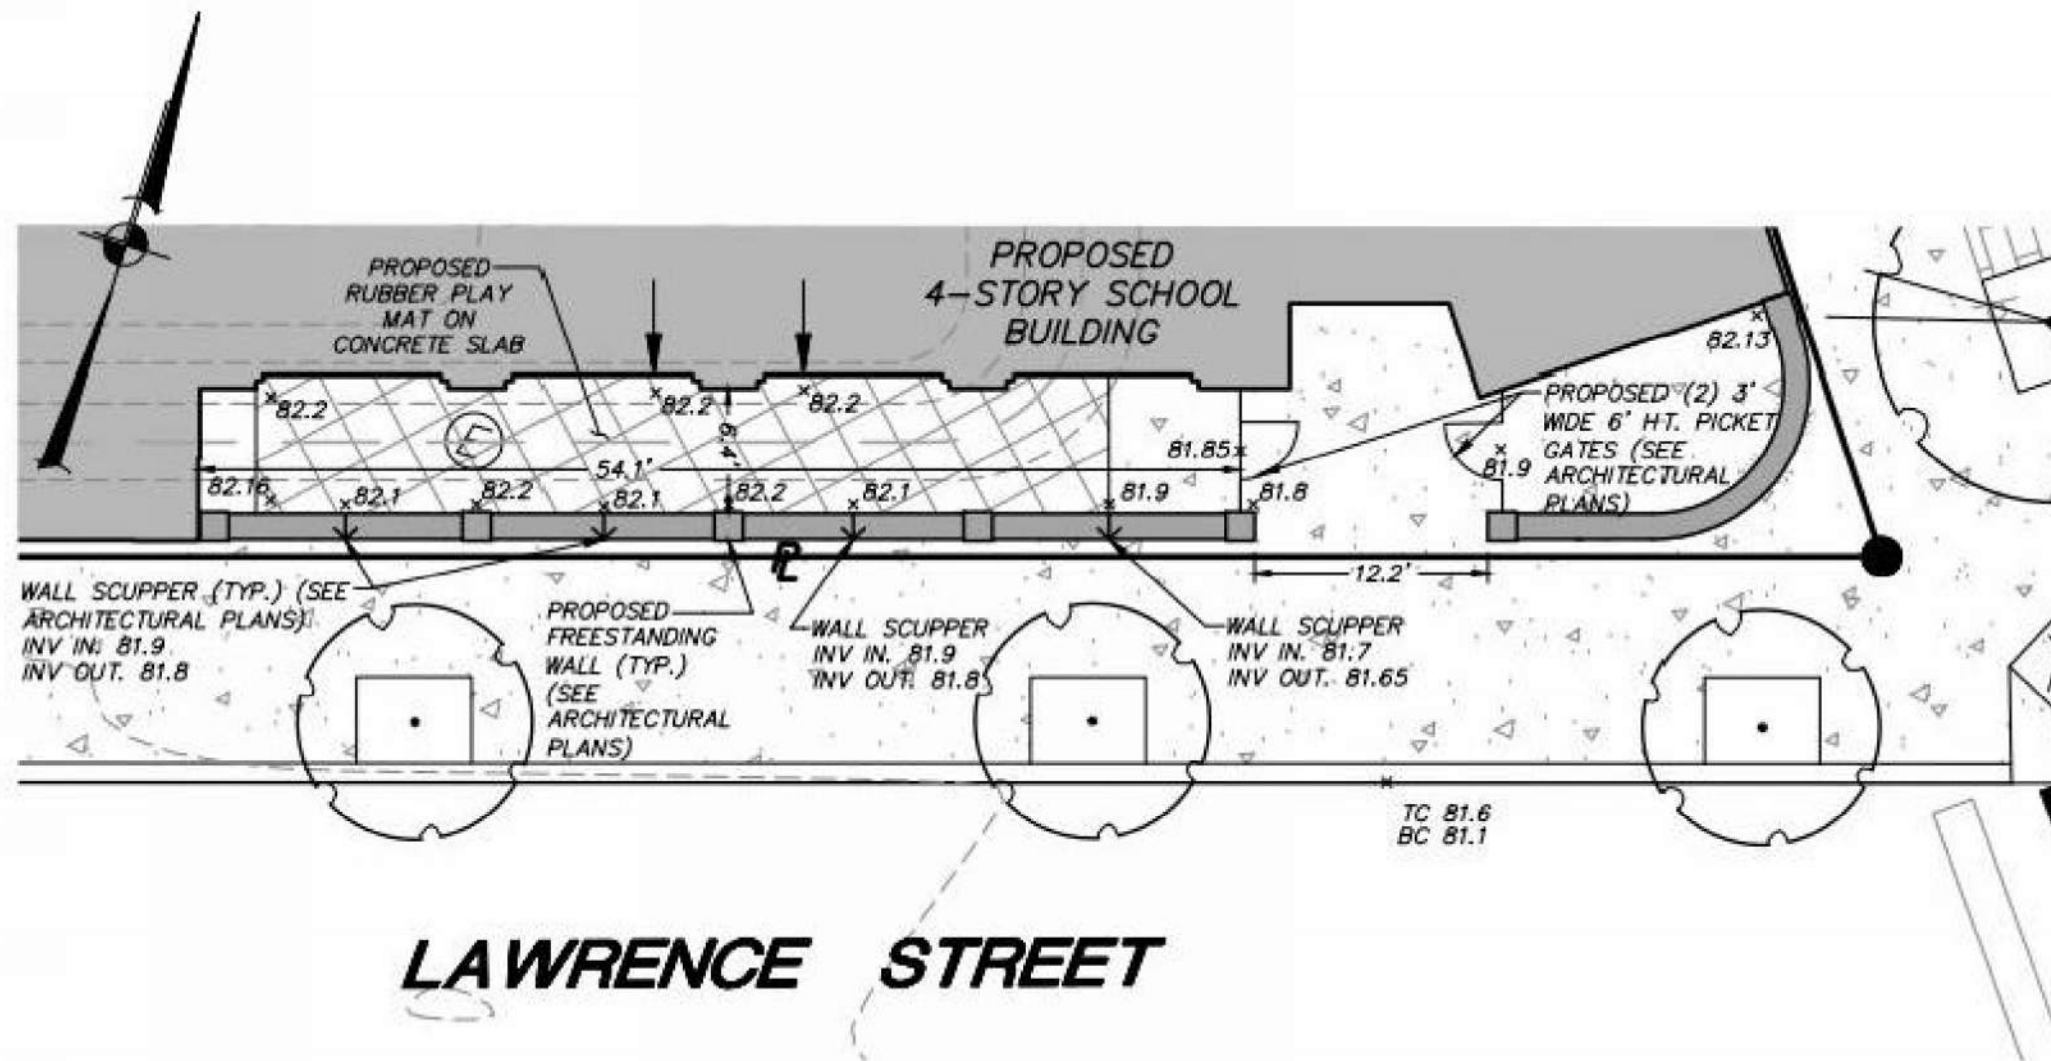 PROPOSED
RUBBER PLAY
MAT ON
CONCRETE SLAB
PROPOSED
4-STORY SCHOOL
BUILDING
82.13
82.2
82.2
82.2
6.4'
PROPOSED (2) 3'
WIDE 6' HT. PICKET
GATES (SEE
ARCHITECTURAL
PLANS)
E
81.85
81.9
54.1'
82.16
82.1
82.2
82.1
82.2
82.1
81.9
81.8
PL
12.2'
WALL SCUPPER (TYP.) (SEE
ARCHITECTURAL PLANS)
INV IN. 81.9
INV OUT. 81.8
PROPOSED
FREESTANDING
WALL (TYP.)
(SEE
ARCHITECTURAL
PLANS)
WALL SCUPPER
INV IN. 81.9
INV OUT. 81.8
WALL SCUPPER
INV IN. 81.7
INV OUT. 81.65
TC 81.6
BC 81.1
LAWRENCE STREET